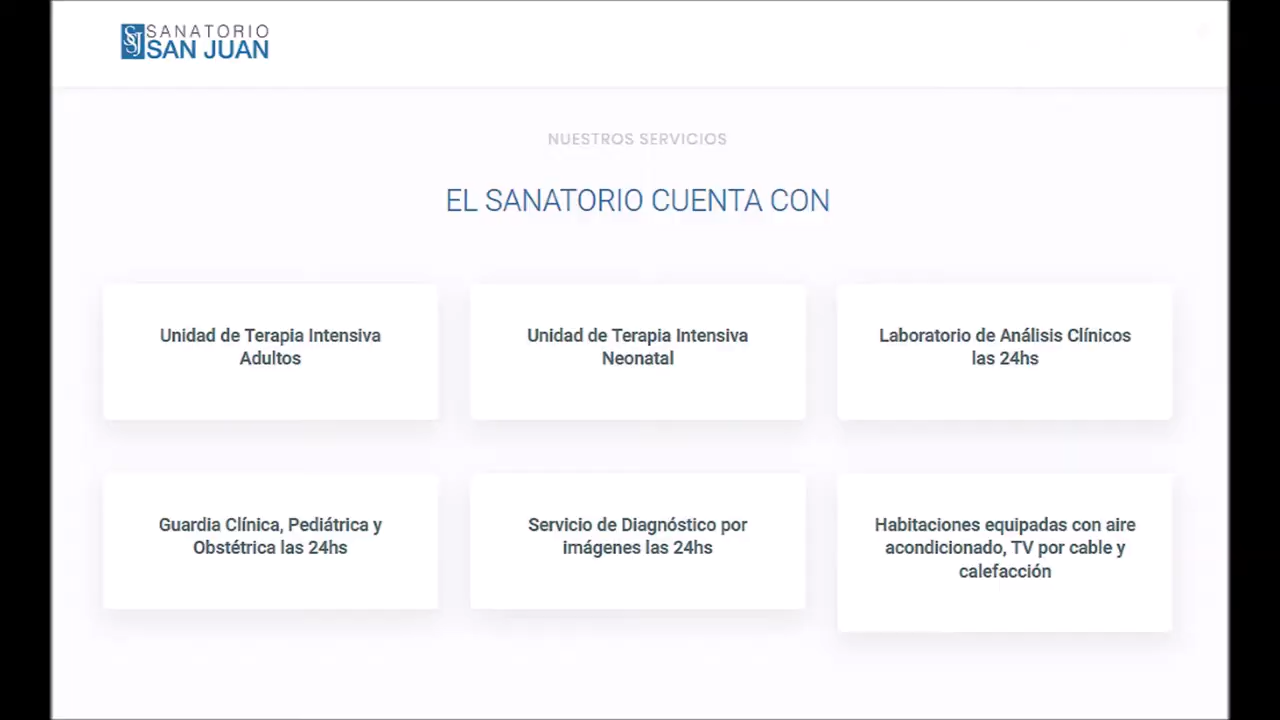 SANATORIO
SAN JUAN
NUESTROS SERVICIOS
EL SANATORIO CUENTA CON
Unidad de Terapia Intensiva
Adultos
Unidad de Terapia Intensiva
Neonatal
Laboratorio de Análisis Clínicos
las 24hs
Guardia Clínica, Pediátrica y
Obstétrica las 24hs
Servicio de Diagnóstico por
imágenes las 24hs
Habitaciones equipadas con aire
acondicionado, TV por cable y
calefacción